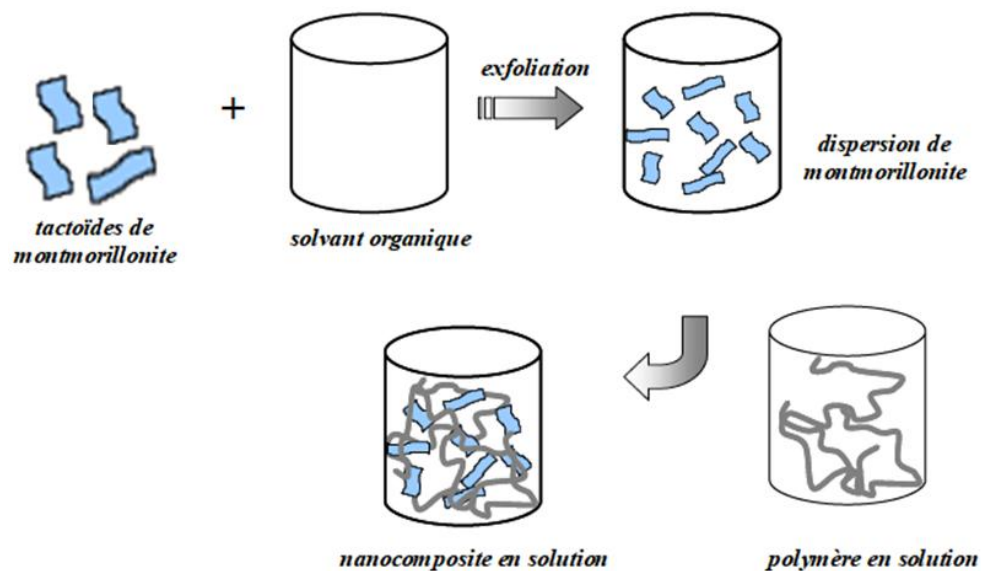 tactoïdes de
montmorillonite
+
solvant organique
exfoliation
dispersion de
montmorillonite
nanocomposite en solution
polymère en solution